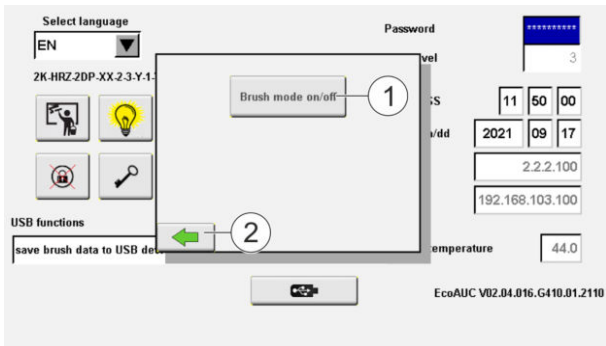 Select language
Password
EN
**********
vel
3
2K-HRZ-2DP-XX-2-3-Y-1-
Brush mode on/off
1
SS
11 50 00
/dd
2021 09 17
2.2.2.100
192.168.103.100
USB functions
2
save brush data to USB de
temperature
44.0
EcoAUC V02.04.016.G410.01.2110